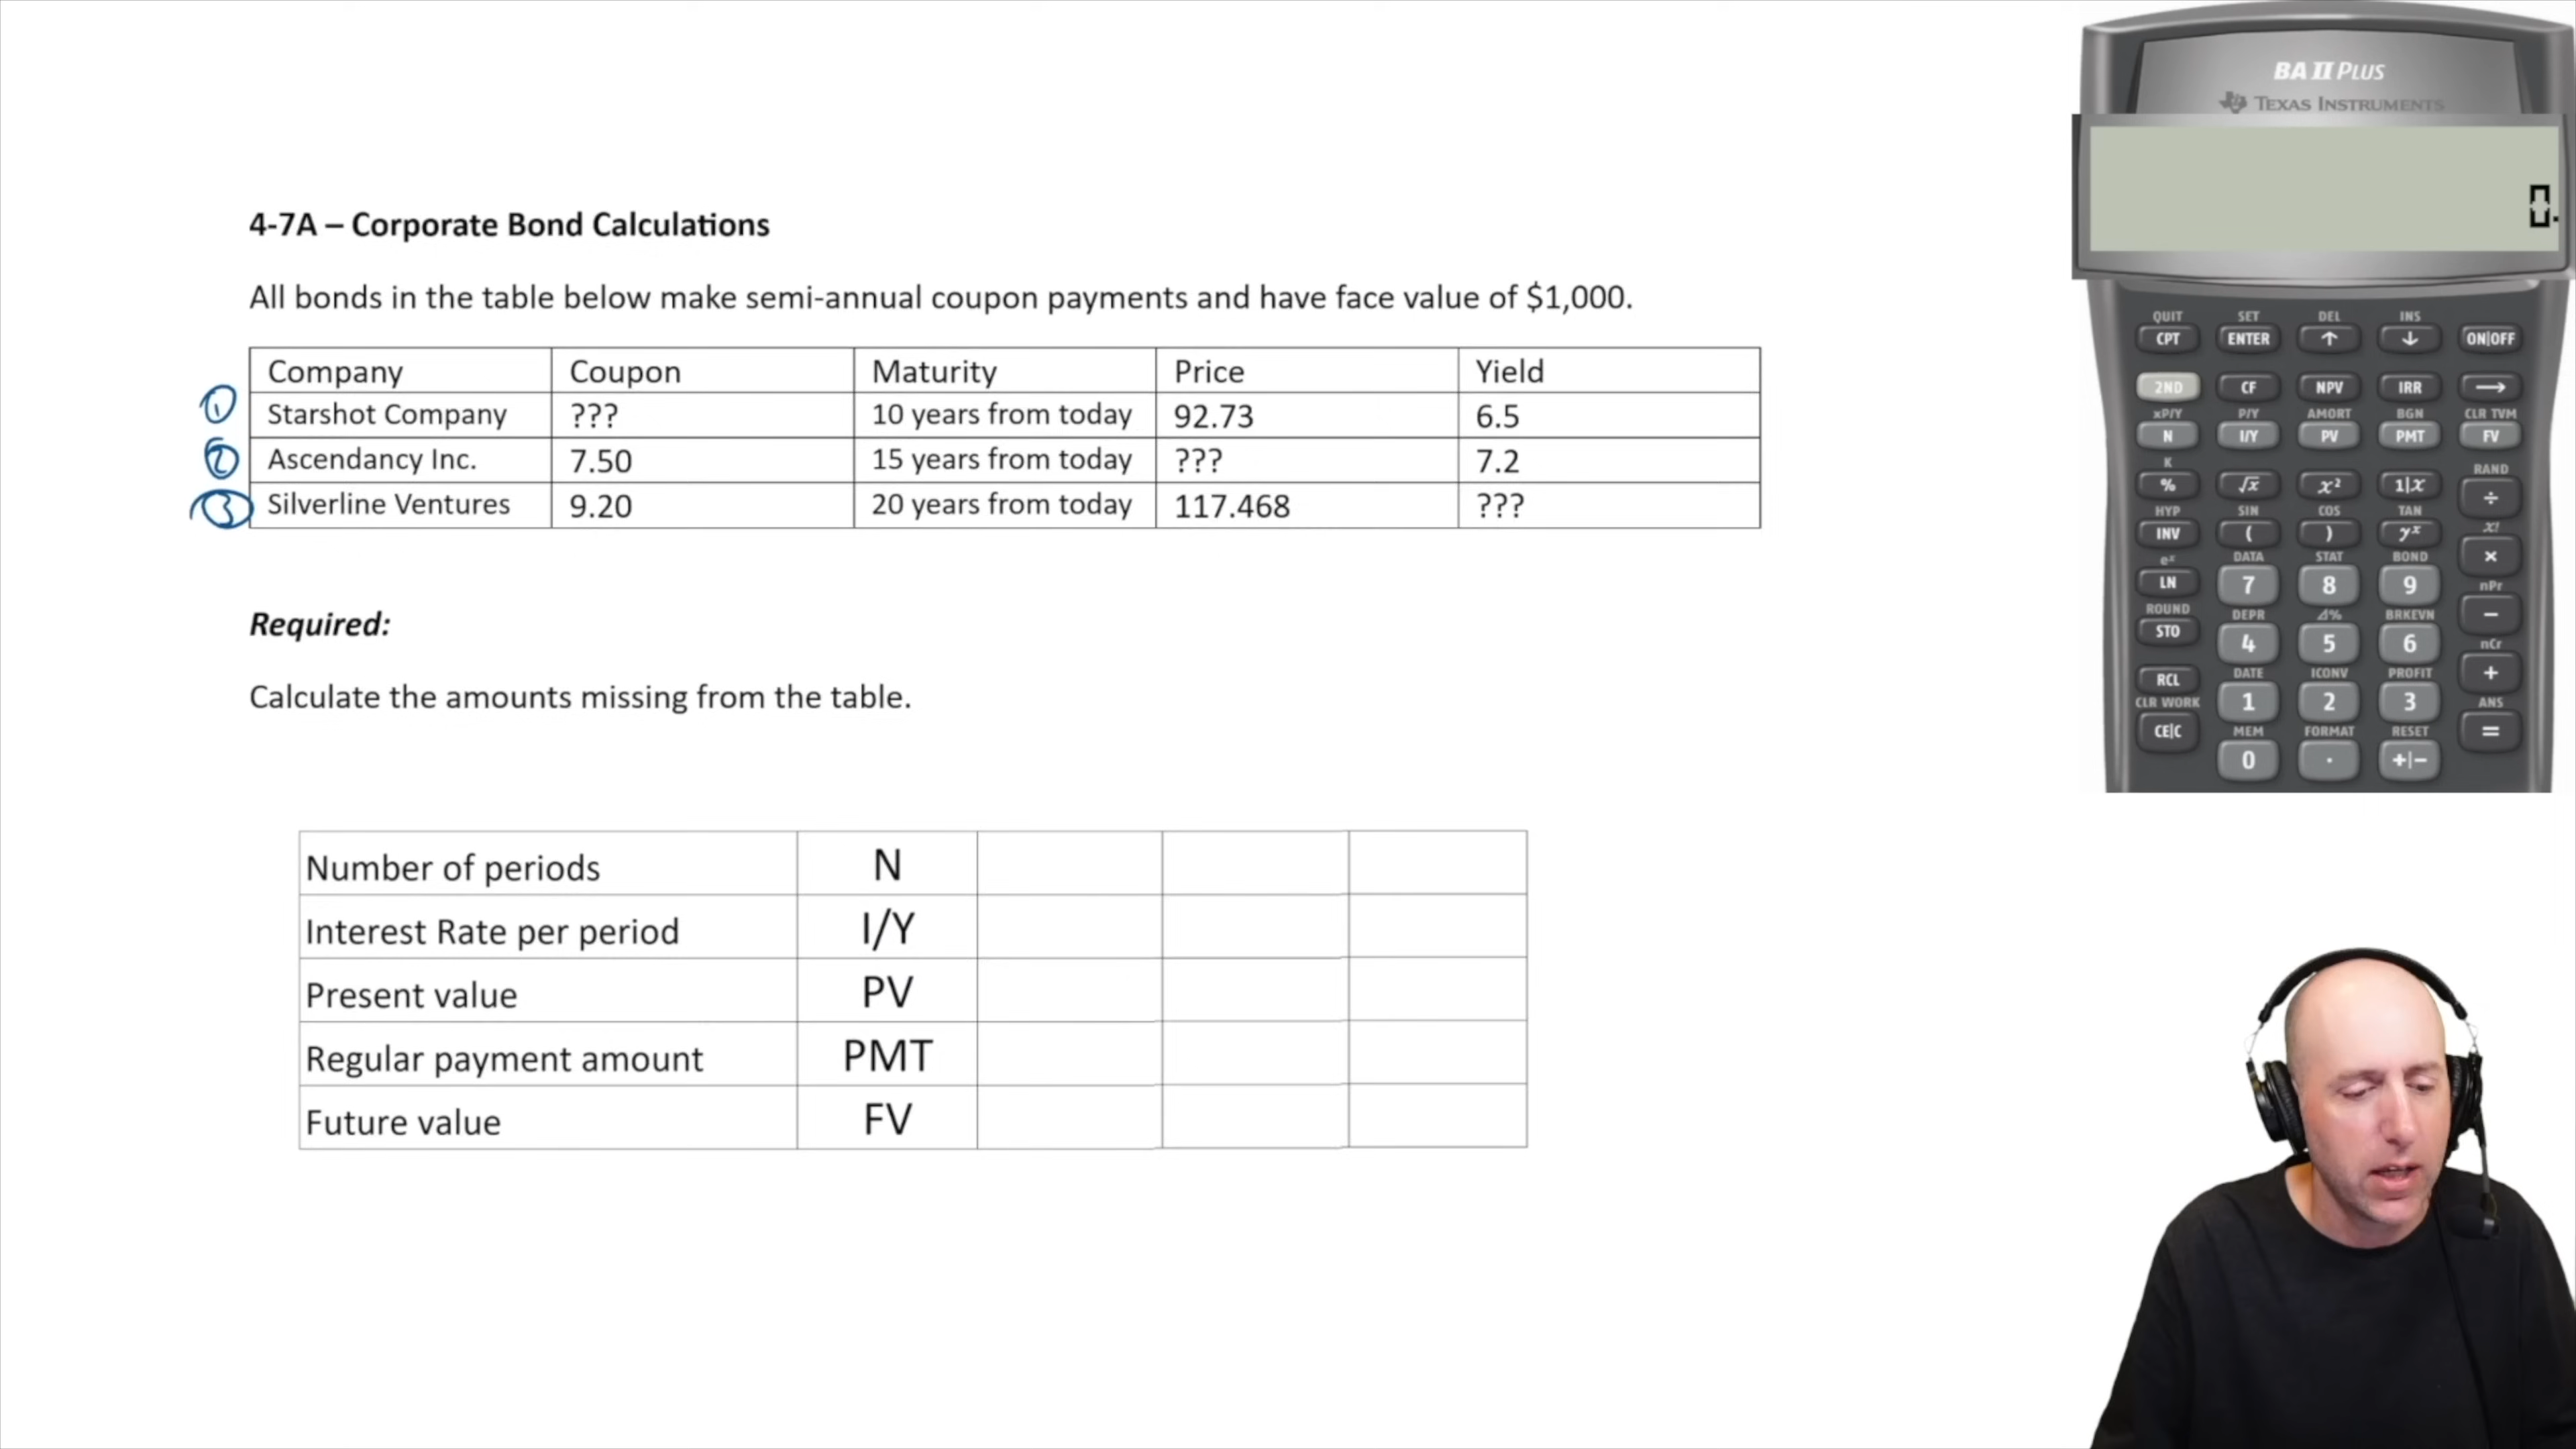 4-7A – Corporate Bond Calculations
All bonds in the table below make semi-annual coupon payments and have face value of $1,000.
Company Coupon Maturity Price Yield
① Starshot Company ??? 10 years from today 92.73 6.5
② Ascendancy Inc. 7.50 15 years from today ??? 7.2
③ Silverline Ventures 9.20 20 years from today 117.468 ???
Required:
Calculate the amounts missing from the table.
Number of periods N
Interest Rate per period I/Y
Present value PV
Regular payment amount PMT
Future value FV
BA II PLUS
TEXAS INSTRUMENTS
0.
QUIT SET DEL INS
CPT ENTER ↑ ↓ ON|OFF
2ND CF NPV IRR →
xP/Y P/Y AMORT BGN CLR TVM
N I/Y PV PMT FV
K RAND
% √x x² 1|x ÷
HYP SIN COS TAN x!
INV ( ) yˣ ×
eˣ DATA STAT BOND nPr
LN 7 8 9 −
ROUND DEPR Δ% BRKEVN nCr
STO 4 5 6 +
DATE ICONV PROFIT
RCL 1 2 3
CLR WORK MEM FORMAT RESET ANS
CE|C 0 . +|− =